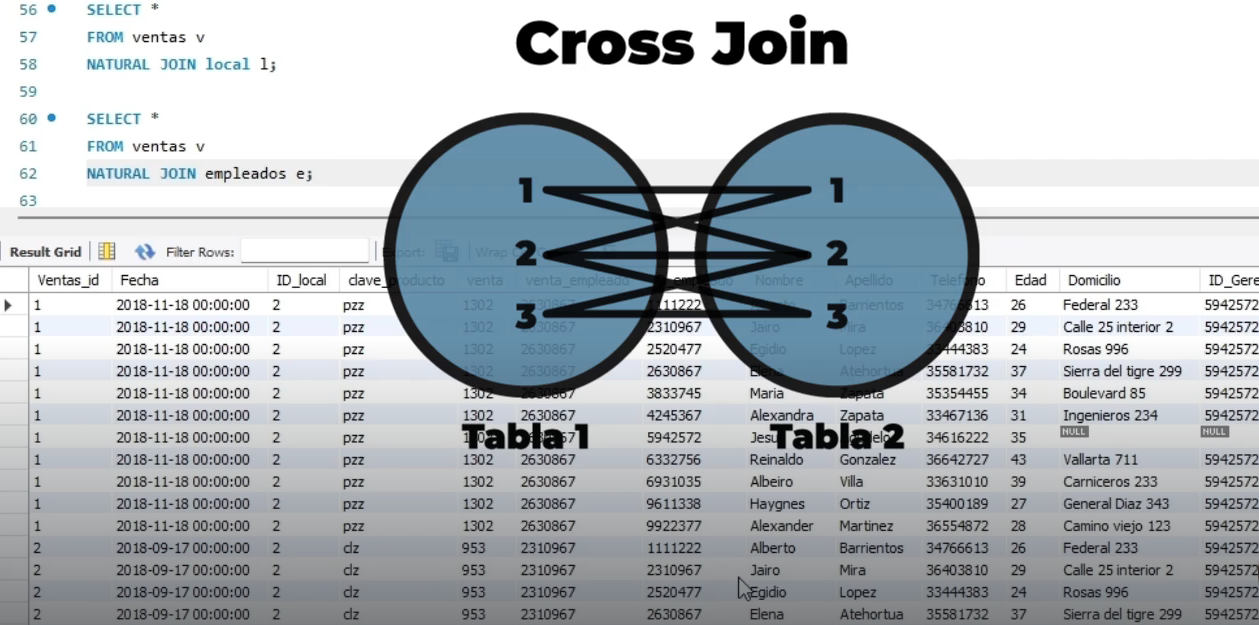 56 SELECT *
57 FROM ventas v
58 NATURAL JOIN local l;
59
60 SELECT *
61 FROM ventas v
62 NATURAL JOIN empleados e;
63
Cross Join
1 1
2 2
3 3
Tabla 1 Tabla 2
Result Grid Filter Rows: Export: Wrap
Ventas_id Fecha ID_local clave_producto venta venta_empleado Nombre Apellido Telefono Edad Domicilio ID_Gere
1 2018-11-18 00:00:00 2 pzz 1302 2630867 1111222 Barrientos 34766613 26 Federal 233 5942572
1 2018-11-18 00:00:00 2 pzz 1302 2630867 2310967 Jairo Mira 36403810 29 Calle 25 interior 2 5942572
1 2018-11-18 00:00:00 2 pzz 1302 2630867 2520477 Egidio Lopez 33444383 24 Rosas 996 5942572
1 2018-11-18 00:00:00 2 pzz 1302 2630867 2630867 Elena Atehortua 35581732 37 Sierra del tigre 299 5942572
1 2018-11-18 00:00:00 2 pzz 1302 2630867 3833745 Maria Zapata 35354455 34 Boulevard 85 5942572
1 2018-11-18 00:00:00 2 pzz 1302 2630867 4245367 Alexandra Zapata 33467136 31 Ingenieros 234 5942572
1 2018-11-18 00:00:00 2 pzz 5942572 34616222 35 NULL NULL
1 2018-11-18 00:00:00 2 pzz 1302 2630867 6332756 Reinaldo Gonzalez 36642727 43 Vallarta 711 5942572
1 2018-11-18 00:00:00 2 pzz 1302 2630867 6931035 Albeiro Villa 33631010 39 Carniceros 233 5942572
1 2018-11-18 00:00:00 2 pzz 1302 2630867 9611338 Haygnes Ortiz 35400189 27 General Diaz 343 5942572
1 2018-11-18 00:00:00 2 pzz 1302 2630867 9922377 Alexander Martinez 36554872 28 Camino viejo 123 5942572
2 2018-09-17 00:00:00 2 clz 953 2310967 1111222 Alberto Barrientos 34766613 26 Federal 233 5942572
2 2018-09-17 00:00:00 2 clz 953 2310967 2310967 Jairo Mira 36403810 29 Calle 25 interior 2 5942572
2 2018-09-17 00:00:00 2 clz 953 2310967 2520477 Egidio Lopez 33444383 24 Rosas 996 5942572
2 2018-09-17 00:00:00 2 clz 953 2310967 2630867 Elena Atehortua 35581732 37 Sierra del tigre 299 5942572